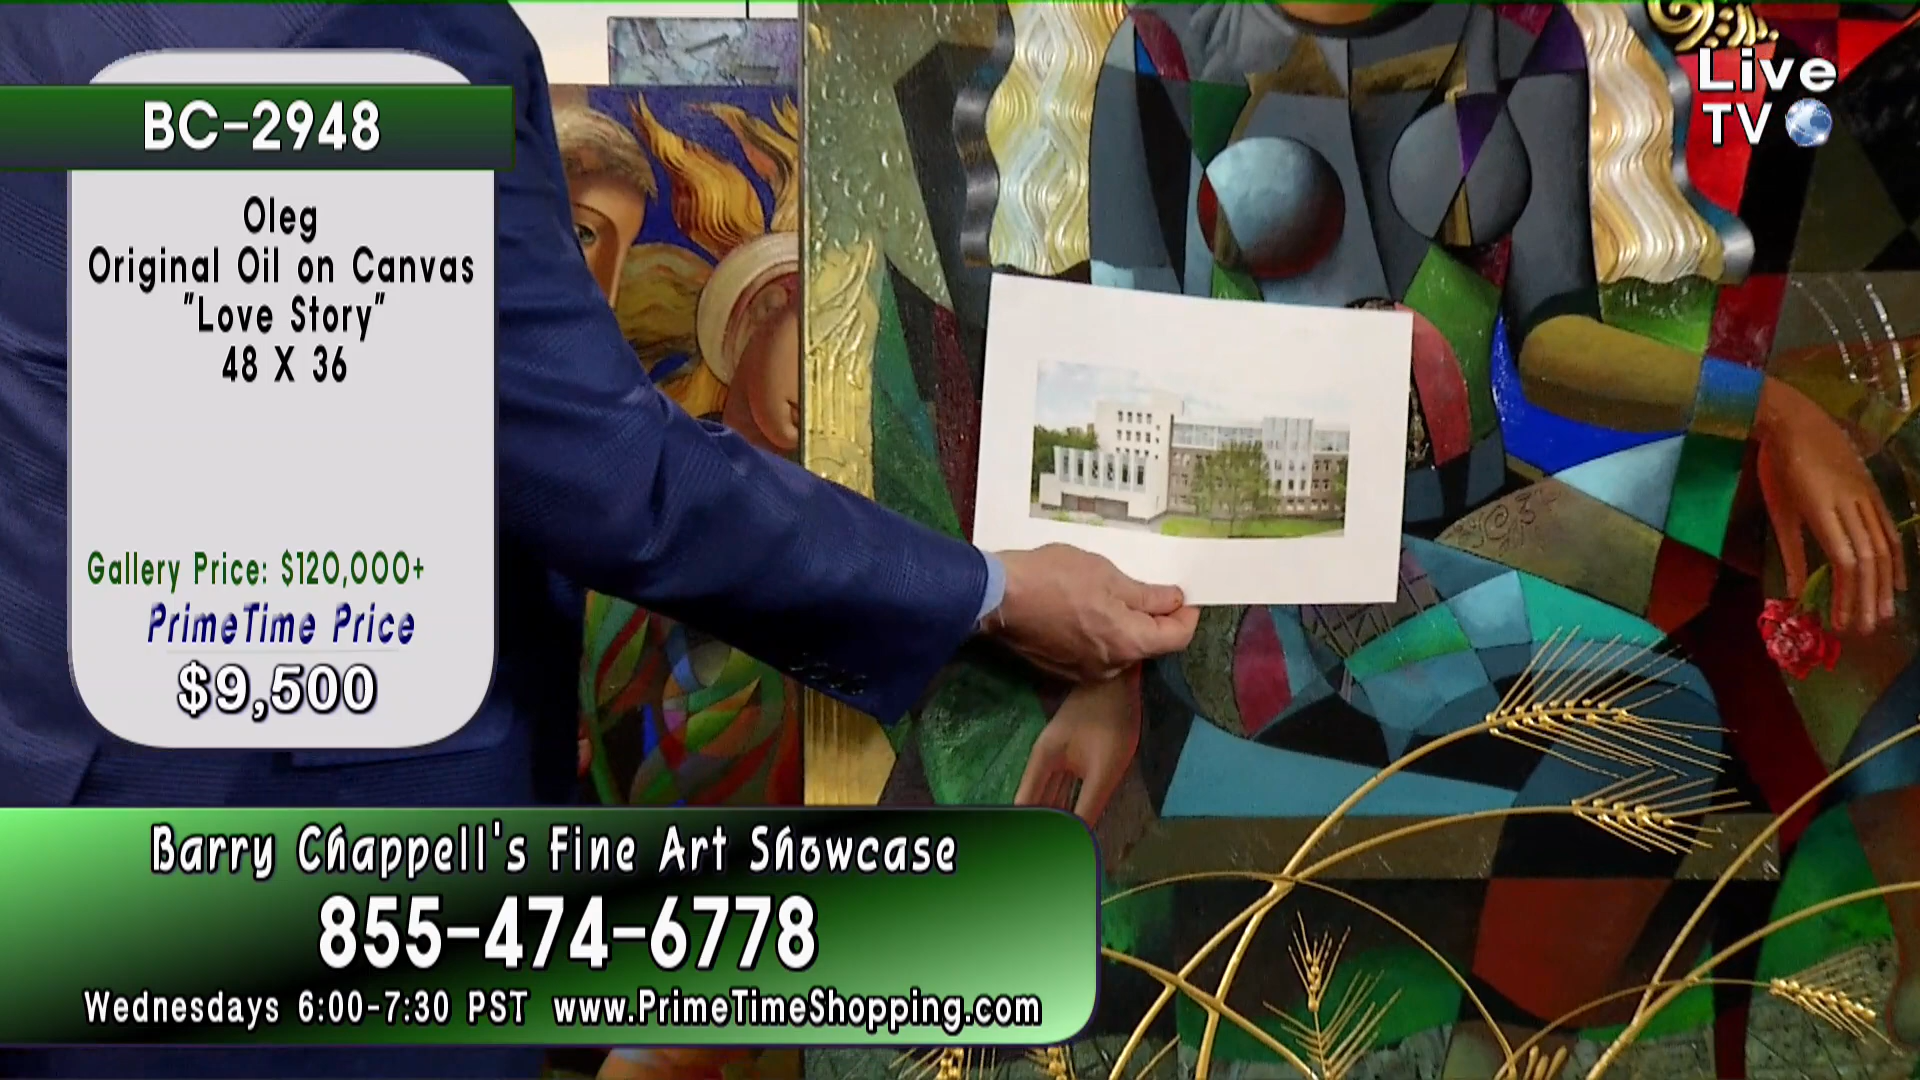 BC-2948
Oleg
Original Oil on Canvas
"Love Story"
48 X 36
Gallery Price: $120,000+
PrimeTime Price
$9,500
Live
TV
Barry Chappell's Fine Art Showcase
855-474-6778
Wednesdays 6:00-7:30 PST www.PrimeTimeShopping.com